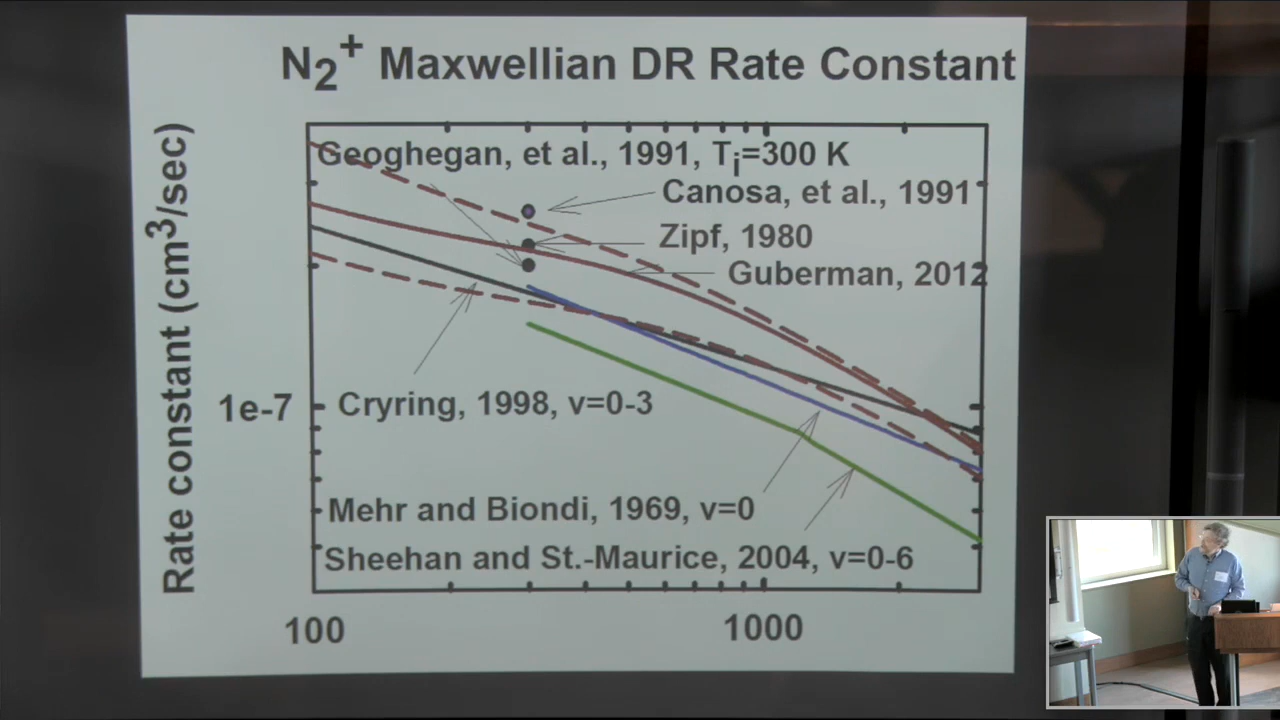 N2+ Maxwellian DR Rate Constant
Rate constant (cm3/sec)
Geoghegan, et al., 1991, Ti=300 K
Canosa, et al., 1991
Zipf, 1980
Guberman, 2012
1e-7
Cryring, 1998, v=0-3
Mehr and Biondi, 1969, v=0
Sheehan and St.-Maurice, 2004, v=0-6
100
1000